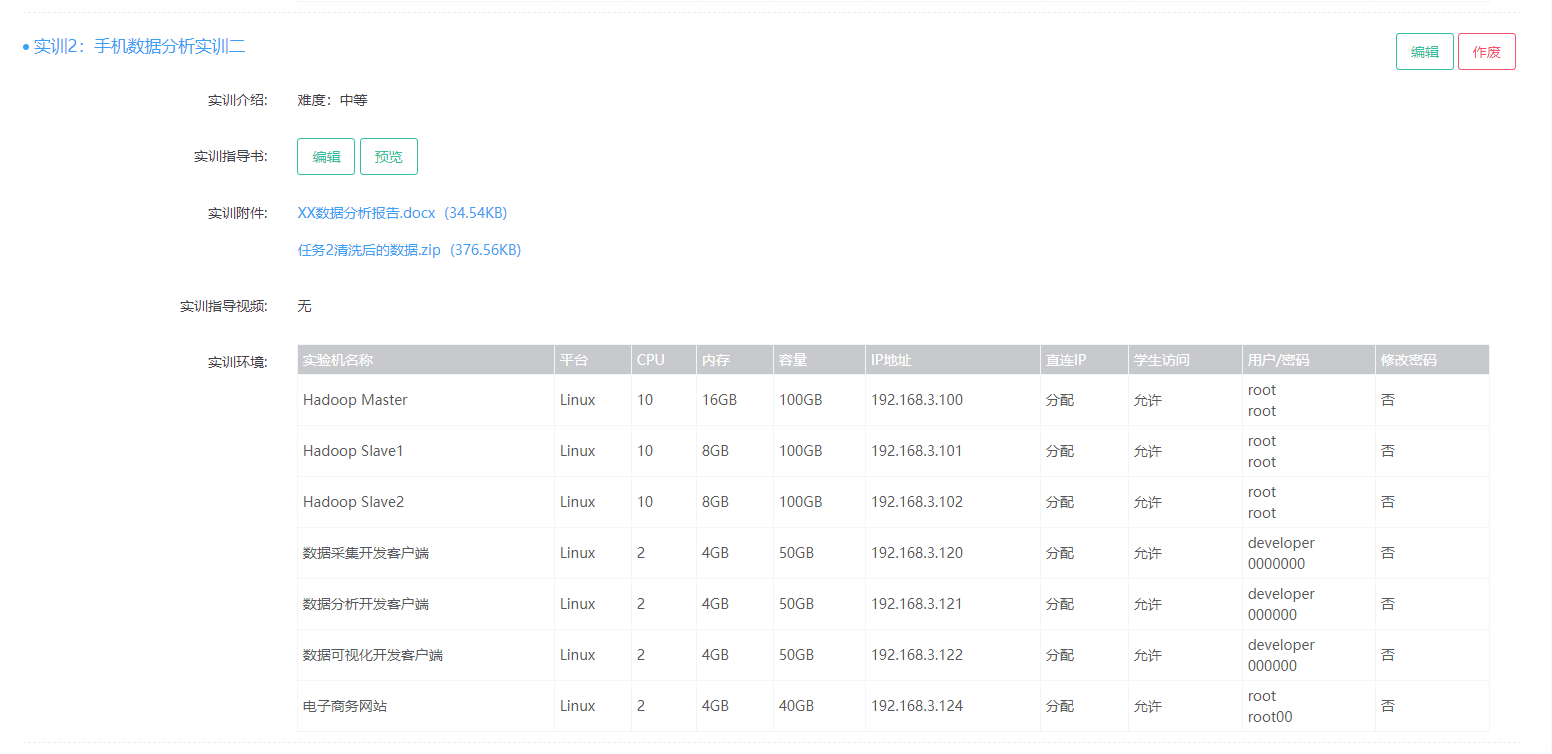 实训2：手机数据分析实训二
编辑 作废
实训介绍: 难度：中等
实训指导书: 编辑 预览
实训附件: XX数据分析报告.docx (34.54KB)
任务2清洗后的数据.zip (376.56KB)
实训指导视频: 无
实训环境:
实验机名称 平台 CPU 内存 容量 IP地址 直连IP 学生访问 用户/密码 修改密码
Hadoop Master Linux 10 16GB 100GB 192.168.3.100 分配 允许 root 否
root
Hadoop Slave1 Linux 10 8GB 100GB 192.168.3.101 分配 允许 root 否
root
Hadoop Slave2 Linux 10 8GB 100GB 192.168.3.102 分配 允许 root 否
root
数据采集开发客户端 Linux 2 4GB 50GB 192.168.3.120 分配 允许 developer 否
0000000
数据分析开发客户端 Linux 2 4GB 50GB 192.168.3.121 分配 允许 developer 否
000000
数据可视化开发客户端 Linux 2 4GB 50GB 192.168.3.122 分配 允许 developer 否
000000
电子商务网站 Linux 2 4GB 40GB 192.168.3.124 分配 允许 root 否
root00